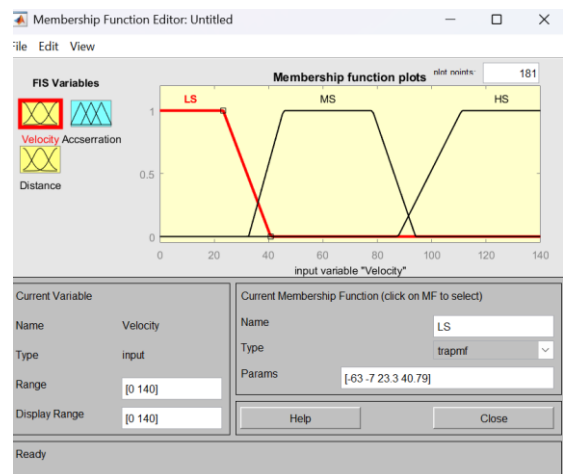 Membership Function Editor: Untitled
File Edit View
FIS Variables
Velocity Accserration
Distance
Membership function plots
plot points:
181
LS MS HS
1
0.5
0
0 20 40 60 80 100 120 140
input variable "Velocity"
Current Variable
Name Velocity
Type input
Range [0 140]
Display Range [0 140]
Current Membership Function (click on MF to select)
Name LS
Type trapmf
Params [-63 -7 23.3 40.79]
Help Close
Ready